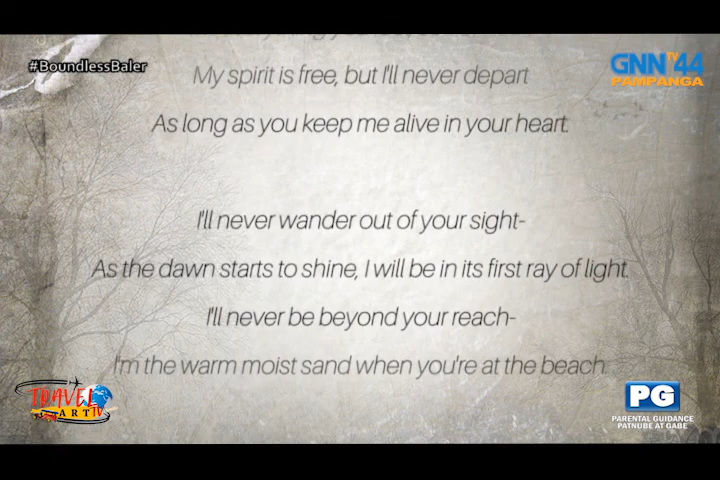 #BoundlessBaler
GNN TV 44
PAMPANGA
My spirit is free, but I'll never depart
As long as you keep me alive in your heart.
I'll never wander out of your sight-
As the dawn starts to shine, I will be in its first ray of light.
I'll never be beyond your reach-
I'm the warm moist sand when you're at the beach.
TRAVEL
ART TV
PG
PARENTAL GUIDANCE
PATNUBE AT GABE